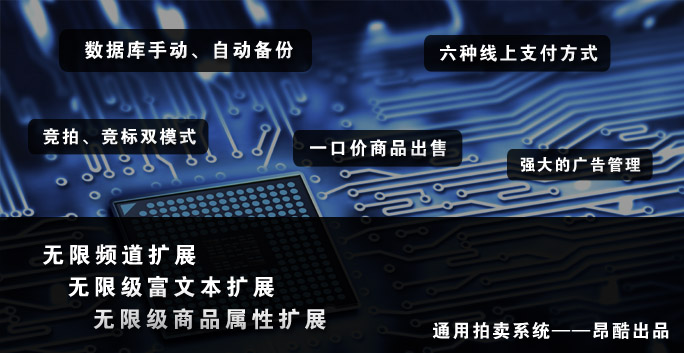 数据库手动、自动备份
六种线上支付方式
竞拍、竞标双模式
一口价商品出售
强大的广告管理
无限频道扩展
无限级富文本扩展
无限级商品属性扩展
通用拍卖系统——昂酷出品